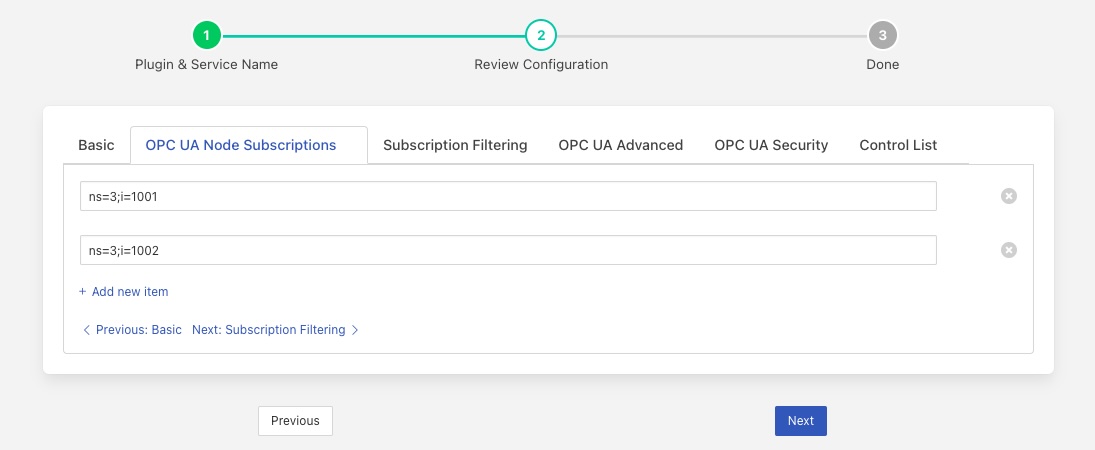 1 2 3
Plugin & Service Name Review Configuration Done
Basic OPC UA Node Subscriptions Subscription Filtering OPC UA Advanced OPC UA Security Control List
ns=3;i=1001
ns=3;i=1002
+ Add new item
< Previous: Basic Next: Subscription Filtering >
Previous Next